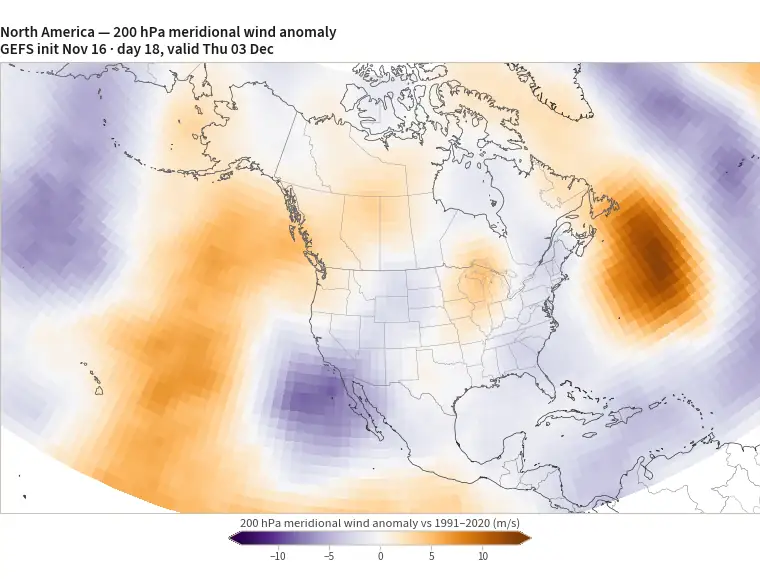 North America — 200 hPa meridional wind anomaly
GEFS init Nov 16 · day 18, valid Thu 03 Dec
200 hPa meridional wind anomaly vs 1991–2020 (m/s)
−10 −5 0 5 10